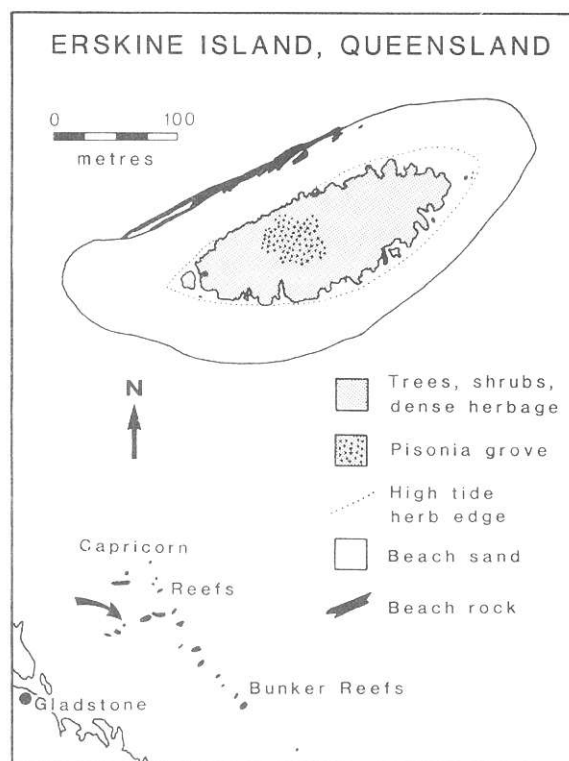 ERSKINE ISLAND, QUEENSLAND
0 100
metres
N
Trees, shrubs,
dense herbage
Pisonia grove
High tide
herb edge
Beach sand
Beach rock
Capricorn
Reefs
Bunker Reefs
Gladstone